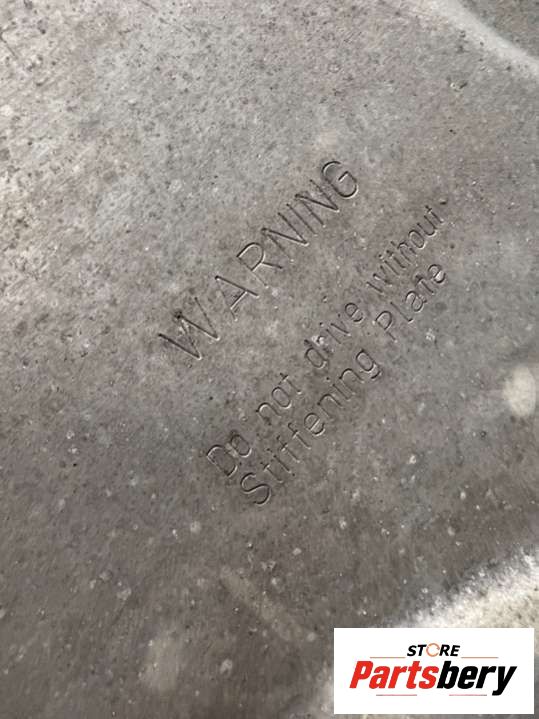 WARNING
Do not drive without
Stiffening Plate
STORE
Partsbery